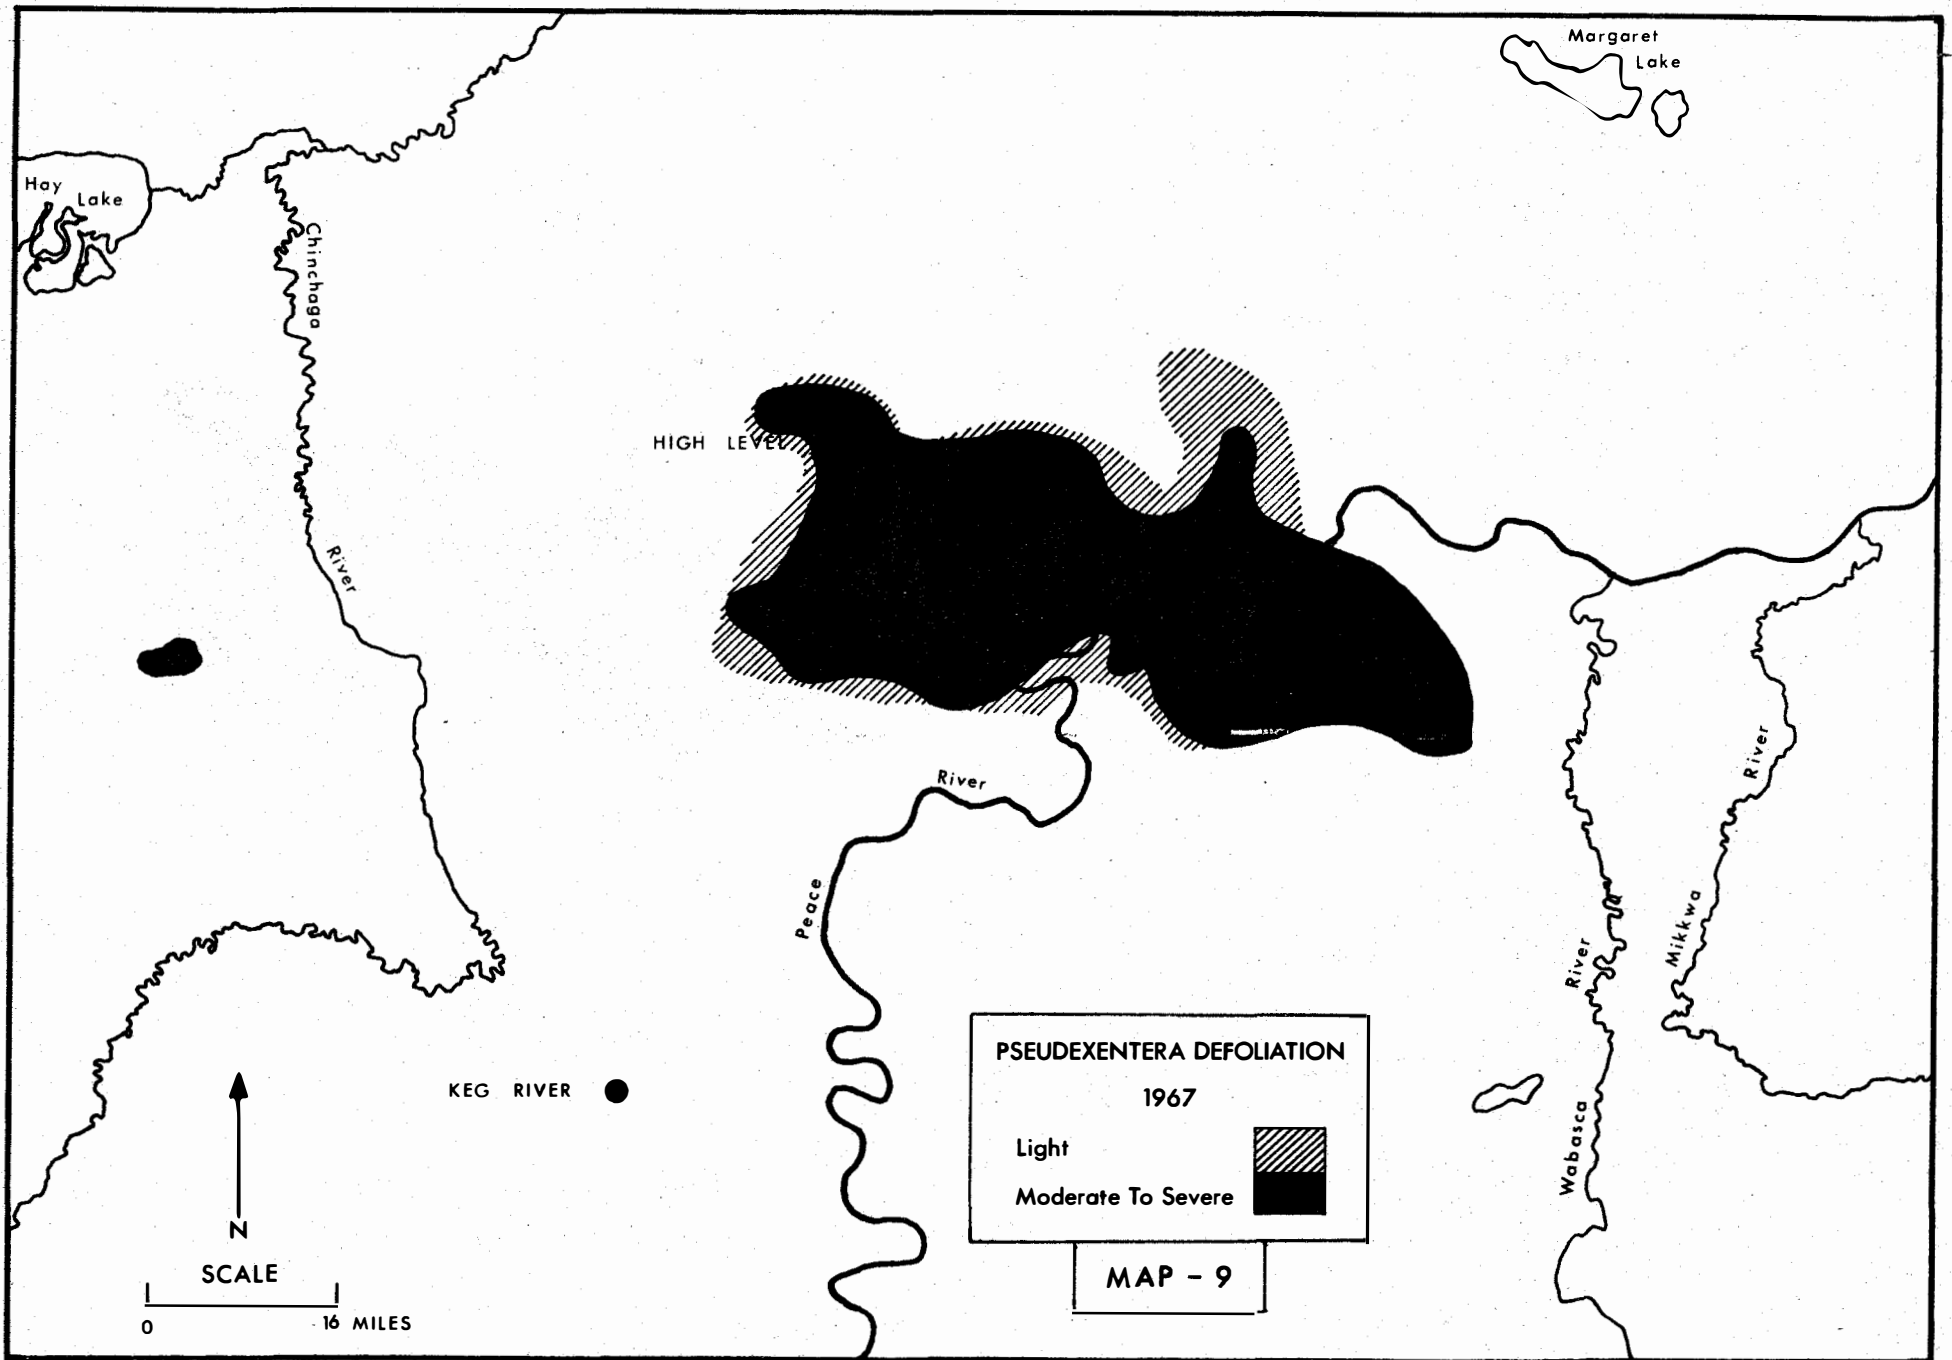 Margaret
Lake
Hay
Lake
Chinchaga
River
HIGH LEVEL
River
River
Peace
River
Mikkwa
River
Wabasca
KEG RIVER
PSEUDEXENTERA DEFOLIATION
1967
Light
Moderate To Severe
MAP - 9
N
SCALE
0
16 MILES